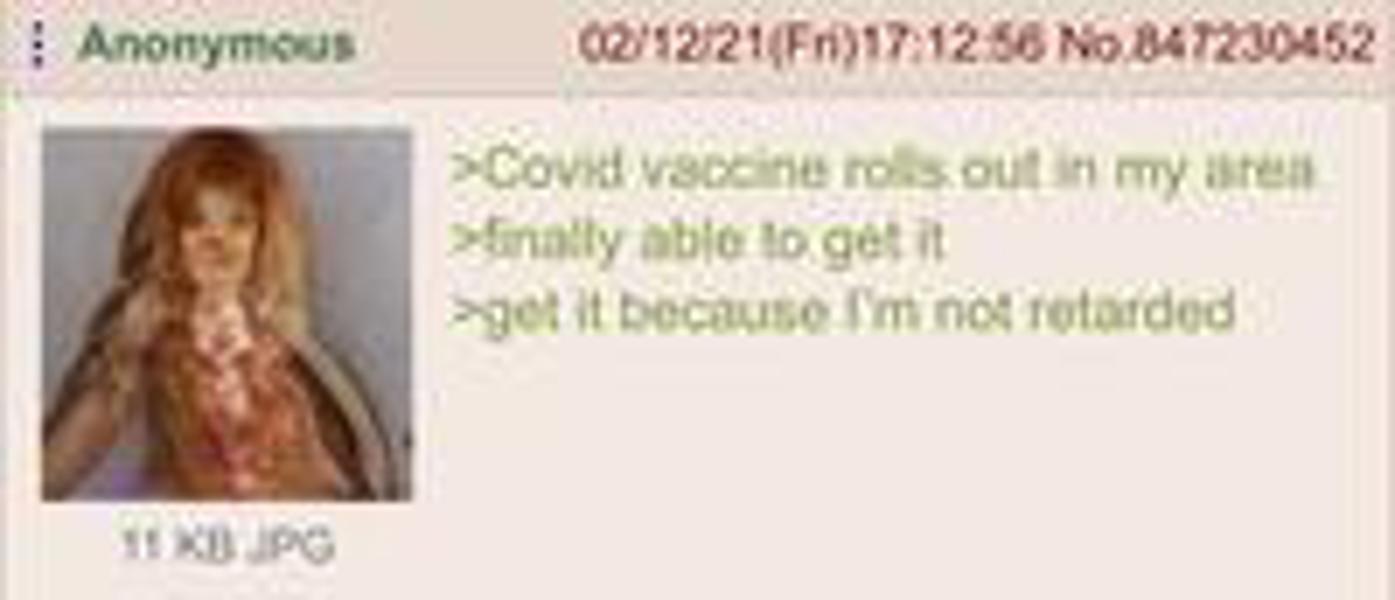 Anonymous 02/12/21(Fri)17:12:56 No.847230452
>Covid vaccine rolls out in my area
>finally able to get it
>get it because I'm not retarded
11 KB JPG